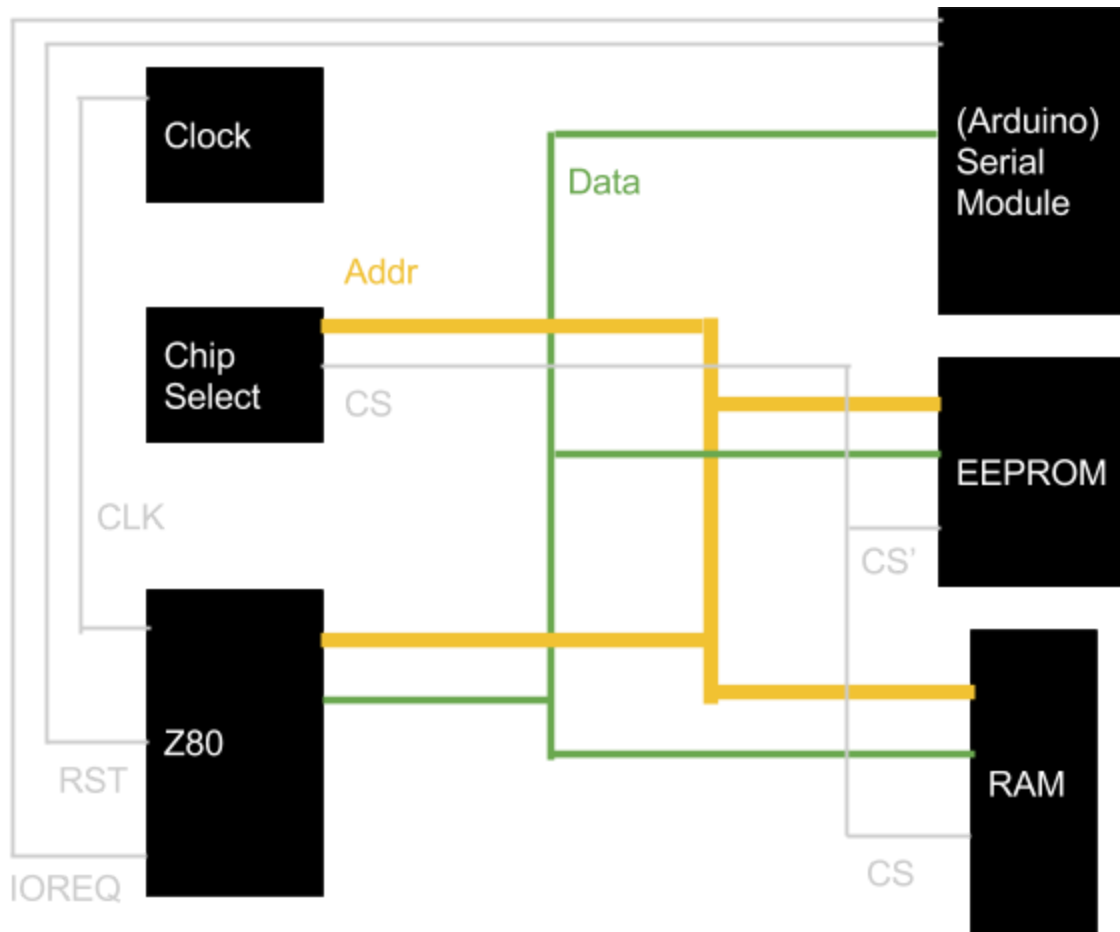 Clock
(Arduino)
Serial
Module
Data
Addr
Chip
Select
CS
EEPROM
CLK
CS’
Z80
RST
RAM
IOREQ
CS